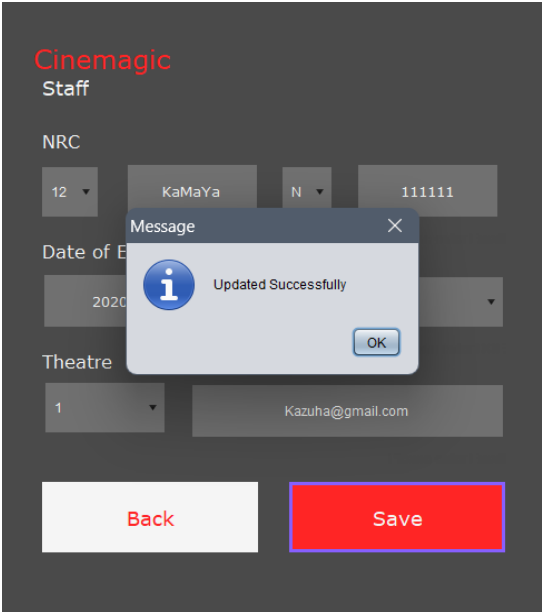 Cinemagic
Staff
NRC
12 KaMaYa N 111111
Message
Updated Successfully
OK
Date of E
2020
Theatre
1 Kazuha@gmail.com
Back Save